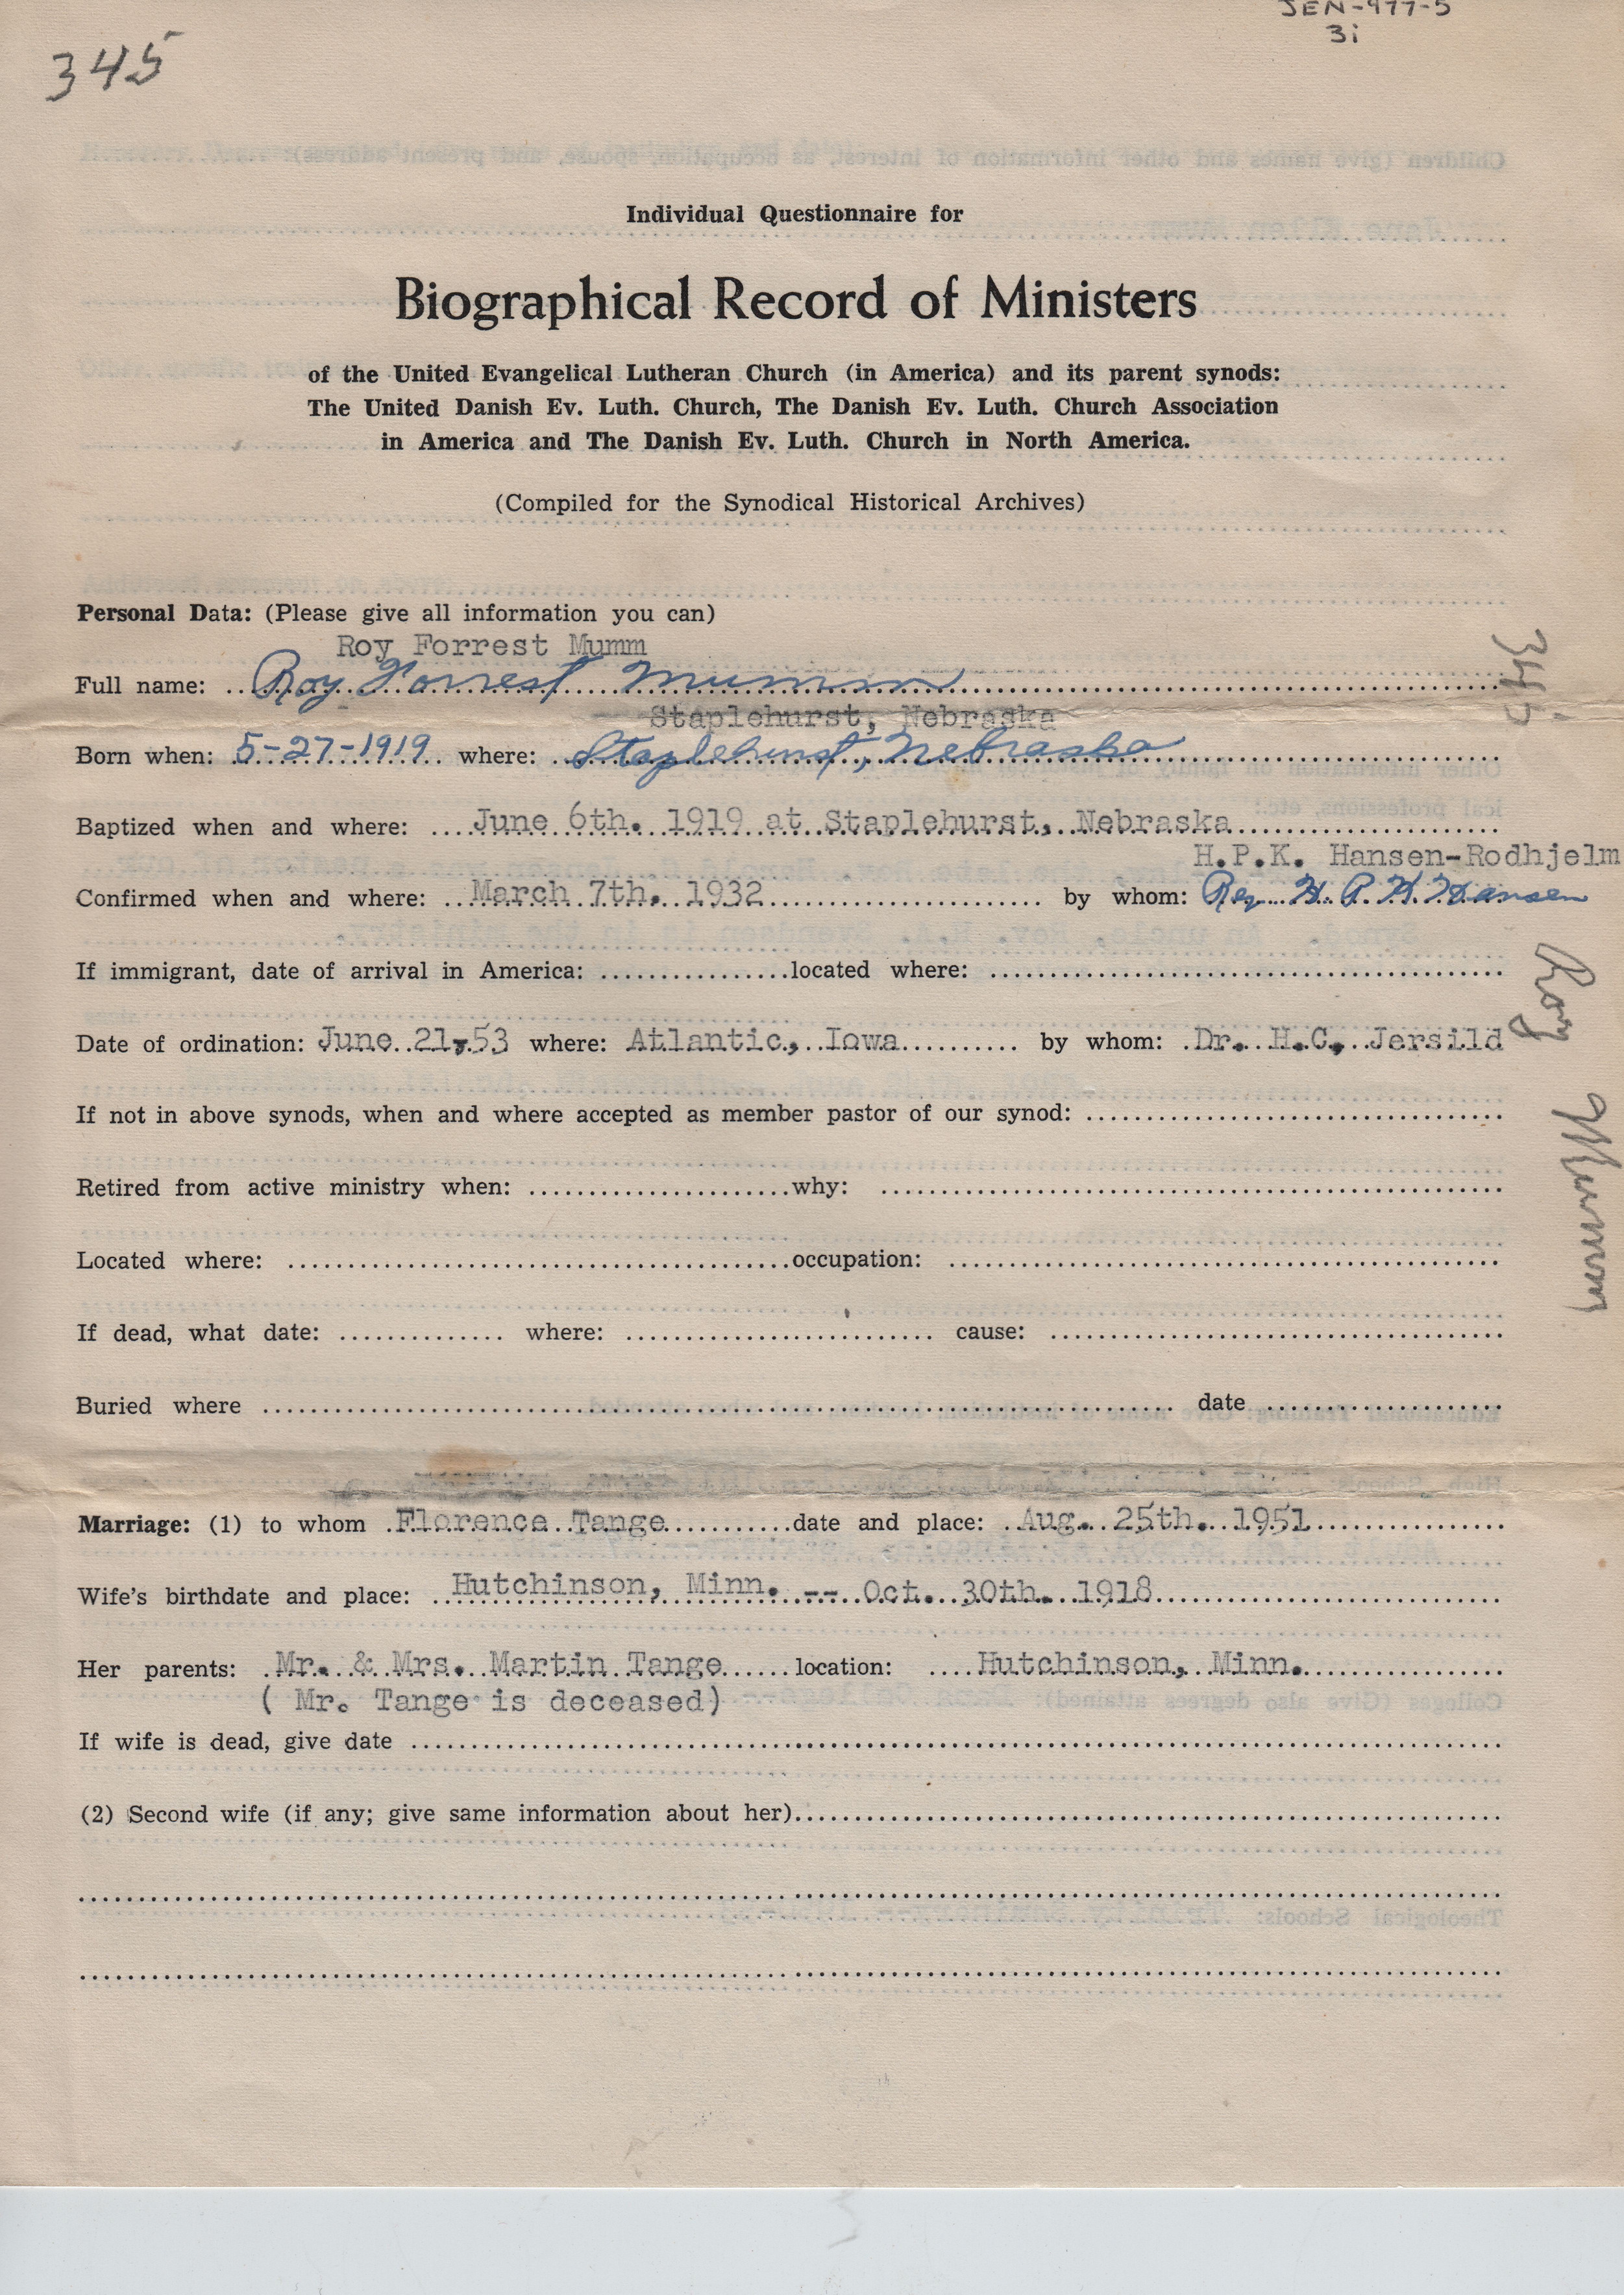 JEN-977-5
3i
345
Individual Questionnaire for
Biographical Record of Ministers
of the United Evangelical Lutheran Church (in America) and its parent synods:
The United Danish Ev. Luth. Church, The Danish Ev. Luth. Church Association
in America and The Danish Ev. Luth. Church in North America.
(Compiled for the Synodical Historical Archives)
Personal Data: (Please give all information you can)
Roy Forrest Mumm
Full name: Roy Forrest Mumm
Staplehurst, Nebraska
Born when: 5-27-1919 where: Staplehurst, Nebraska
Baptized when and where: June 6th. 1919 at Staplehurst, Nebraska
H.P.K. Hansen-Rodhjelm
Confirmed when and where: March 7th. 1932 by whom: Rev. H. P. K. Hansen
If immigrant, date of arrival in America: located where:
Date of ordination: June 21,53 where: Atlantic, Iowa by whom: Dr. H.C. Jersild
If not in above synods, when and where accepted as member pastor of our synod:
Retired from active ministry when: why:
Located where: occupation:
If dead, what date: where: cause:
Buried where date
Marriage: (1) to whom Florence Tange date and place: Aug. 25th. 1951
Wife's birthdate and place: Hutchinson, Minn. -- Oct. 30th. 1918
Her parents: Mr. & Mrs. Martin Tange location: Hutchinson, Minn.
( Mr. Tange is deceased)
If wife is dead, give date
(2) Second wife (if any; give same information about her)
345 Roy Mumm